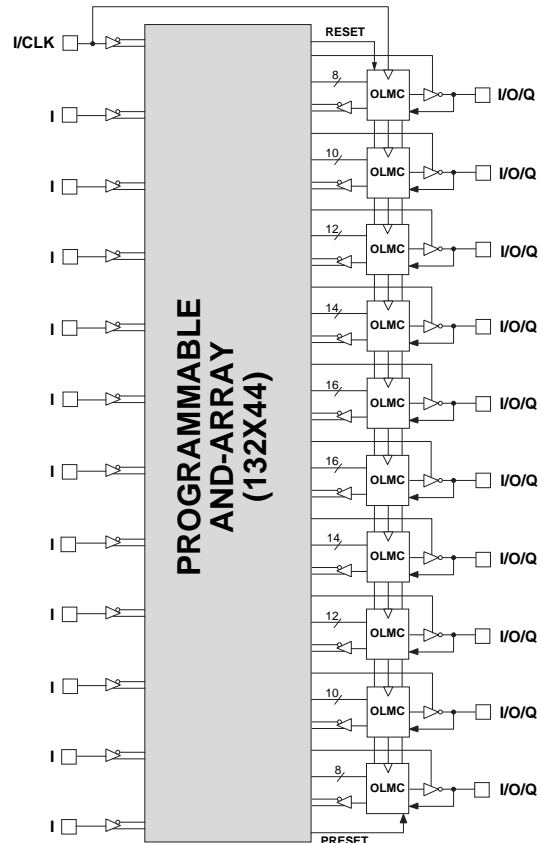 RESET
I/CLK
8
OLMC
I/O/Q
I
10
OLMC
I/O/Q
I
12
OLMC
I/O/Q
I
14
OLMC
I/O/Q
I
16
OLMC
I/O/Q
I
PROGRAMMABLE
AND-ARRAY
(132X44)
16
OLMC
I/O/Q
I
14
OLMC
I/O/Q
I
12
OLMC
I/O/Q
I
10
OLMC
I/O/Q
I
8
OLMC
I/O/Q
I
I
PRESET